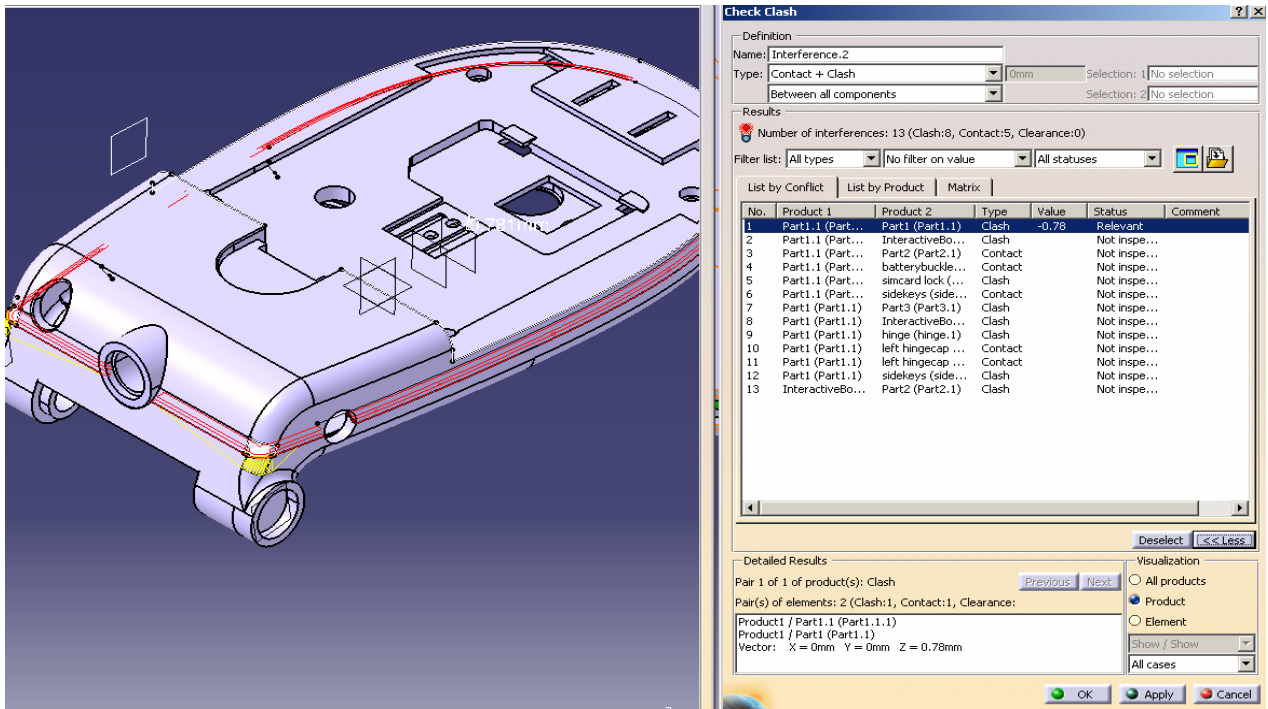 Check Clash
Definition
Name: Interference.2
Type: Contact + Clash 0mm Selection: 1 No selection
Between all components Selection: 2 No selection
Results
Number of interferences: 13 (Clash:8, Contact:5, Clearance:0)
Filter list: All types No filter on value All statuses
List by Conflict List by Product Matrix
No. Product 1 Product 2 Type Value Status Comment
1 Part1.1 (Part... Part1 (Part1.1) Clash -0.78 Relevant
2 Part1.1 (Part... InteractiveBo... Clash Not inspe...
3 Part1.1 (Part... Part2 (Part2.1) Contact Not inspe...
4 Part1.1 (Part... batterybuckle... Contact Not inspe...
5 Part1.1 (Part... simcard lock (... Clash Not inspe...
6 Part1.1 (Part... sidekeys (side... Contact Not inspe...
7 Part1 (Part1.1) Part3 (Part3.1) Clash Not inspe...
8 Part1 (Part1.1) InteractiveBo... Clash Not inspe...
9 Part1 (Part1.1) hinge (hinge.1) Clash Not inspe...
10 Part1 (Part1.1) left hingecap ... Contact Not inspe...
11 Part1 (Part1.1) left hingecap ... Contact Not inspe...
12 Part1 (Part1.1) sidekeys (side... Clash Not inspe...
13 InteractiveBo... Part2 (Part2.1) Clash Not inspe...
Deselect << Less
Detailed Results
Pair 1 of 1 of product(s): Clash Previous Next
Pair(s) of elements: 2 (Clash:1, Contact:1, Clearance:
Product1 / Part1.1 (Part1.1.1)
Product1 / Part1 (Part1.1)
Vector: X = 0mm Y = 0mm Z = 0.78mm
Visualization
All products
Product
Element
Show / Show
All cases
OK Apply Cancel